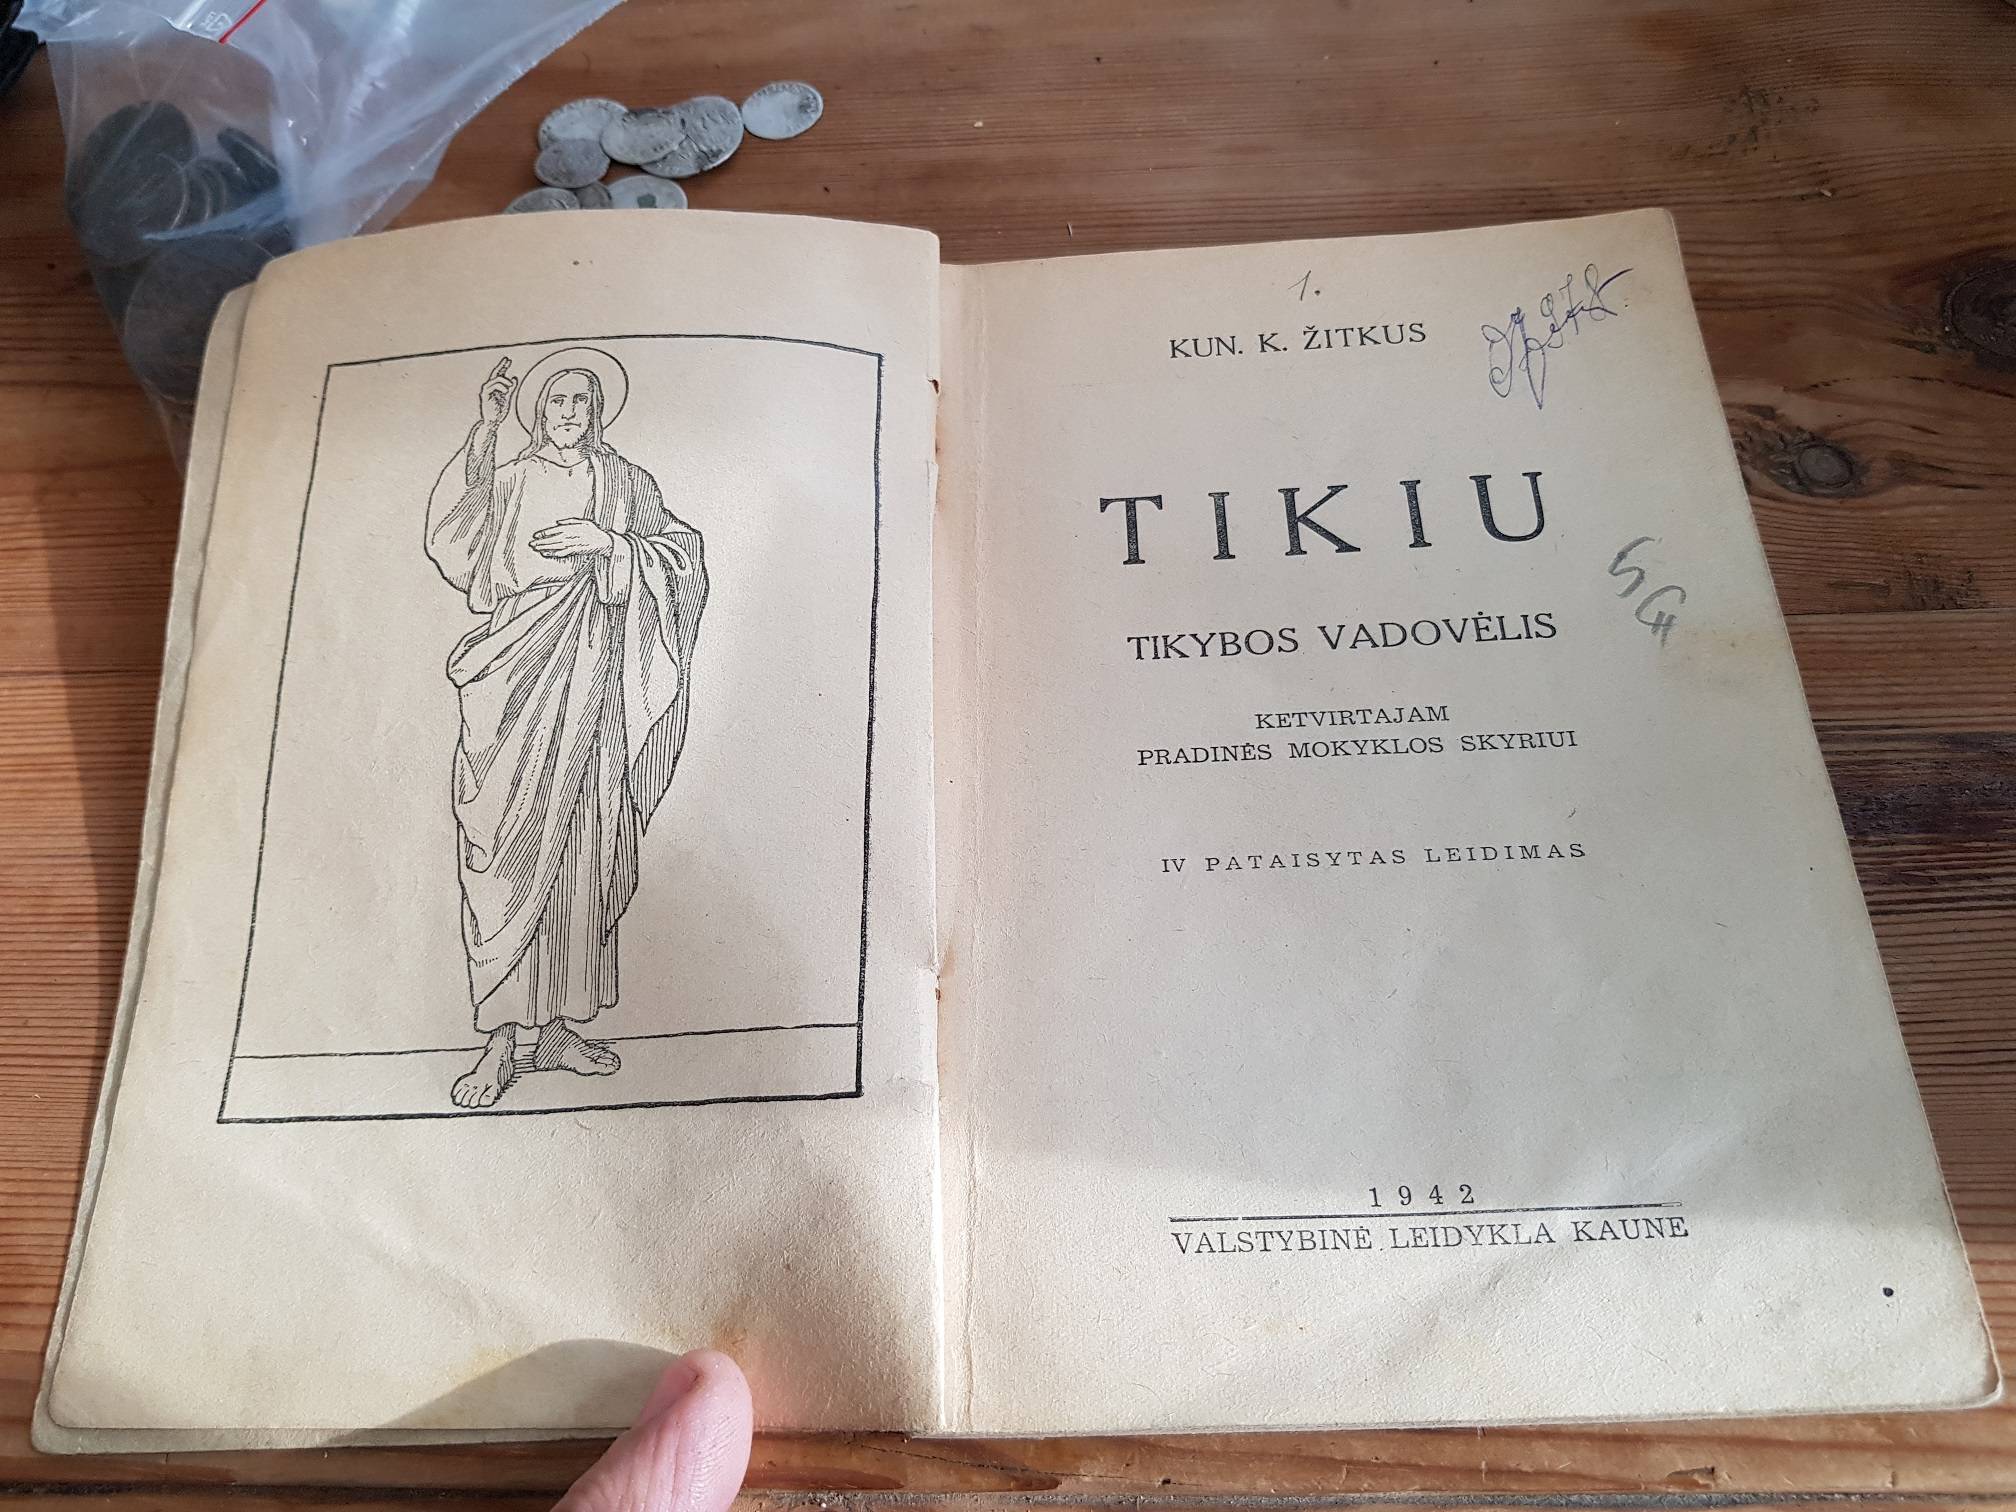 1.
KUN. K. ŽITKUS
TIKIU
TIKYBOS VADOVĖLIS
KETVIRTAJAM
PRADINĖS MOKYKLOS SKYRIUI
IV PATAISYTAS LEIDIMAS
1942
VALSTYBINĖ LEIDYKLA KAUNE